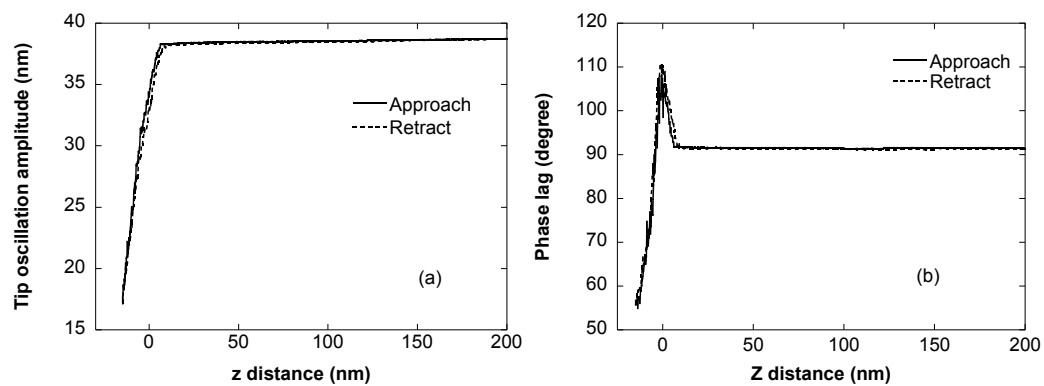 Tip oscillation amplitude (nm)
40
35
30
25
20
15
0
50
100
150
200
z distance (nm)
Approach
Retract
(a)
Phase lag (degree)
120
110
100
90
80
70
60
50
0
50
100
150
200
Z distance (nm)
Approach
Retract
(b)